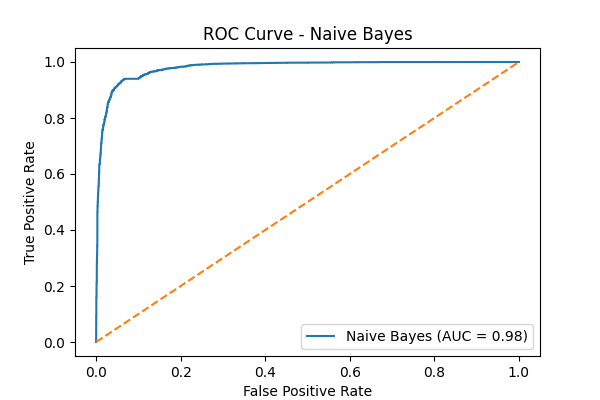 ROC Curve - Naive Bayes
1.0
0.8
0.6
0.4
0.2
0.0
True Positive Rate
Naive Bayes (AUC = 0.98)
0.0 0.2 0.4 0.6 0.8 1.0
False Positive Rate